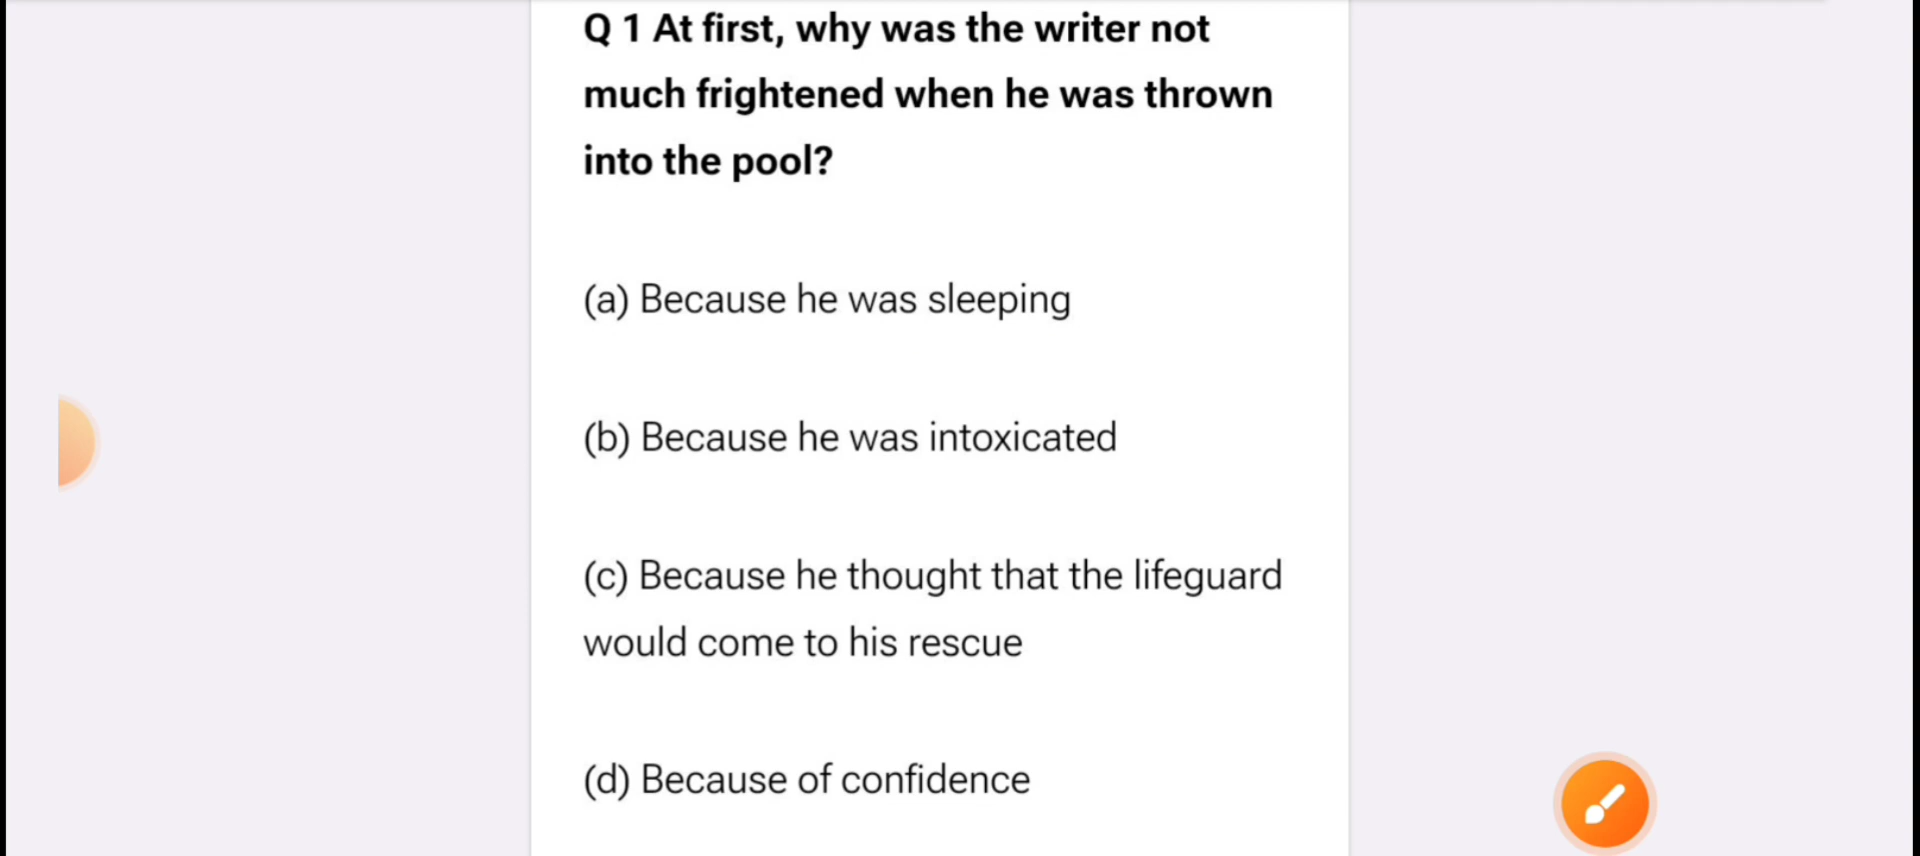 Q 1 At first, why was the writer not
much frightened when he was thrown
into the pool?
(a) Because he was sleeping
(b) Because he was intoxicated
(c) Because he thought that the lifeguard
would come to his rescue
(d) Because of confidence